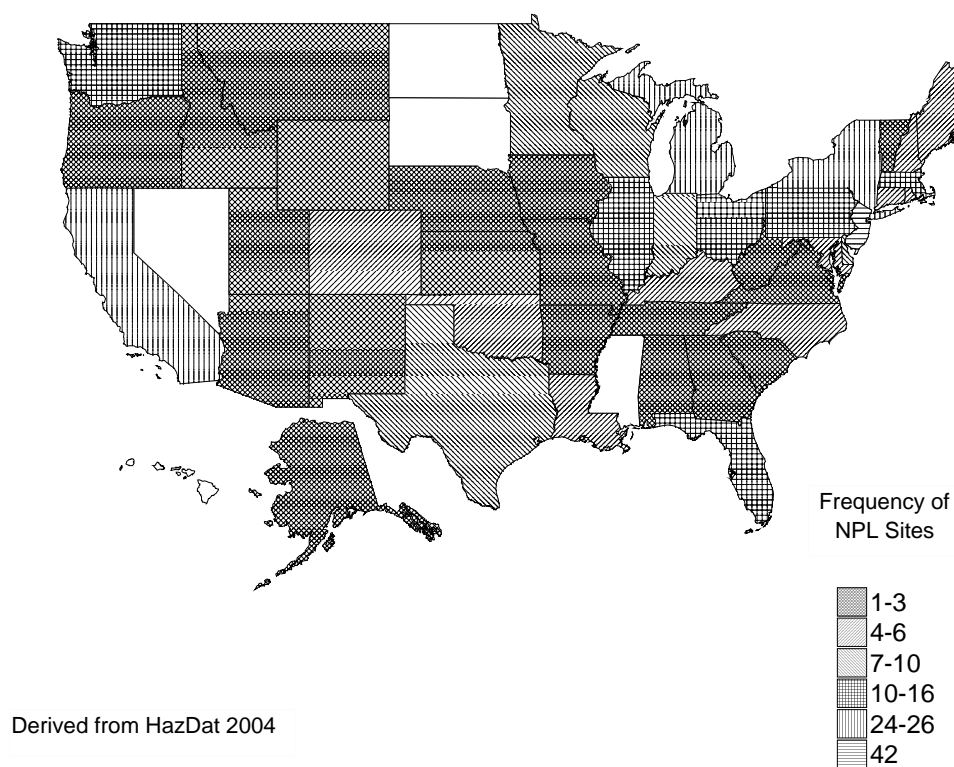 Frequency of
NPL Sites
1-3
4-6
7-10
10-16
24-26
42
Derived from HazDat 2004